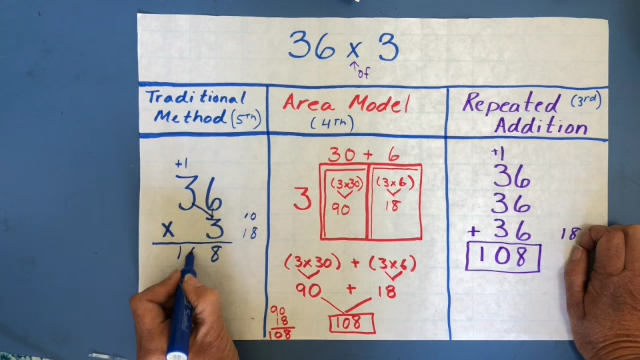 36 x 3
↑of
Traditional Method (5th)
+1
36
x 3
10
18
1 8
Area Model
(4th)
30 + 6
3
(3x30) (3x6)
90 18
(3x30) + (3x6)
90 + 18
90
18
108
108
Repeated (3rd)
Addition
+1
36
36
+ 36
18
108